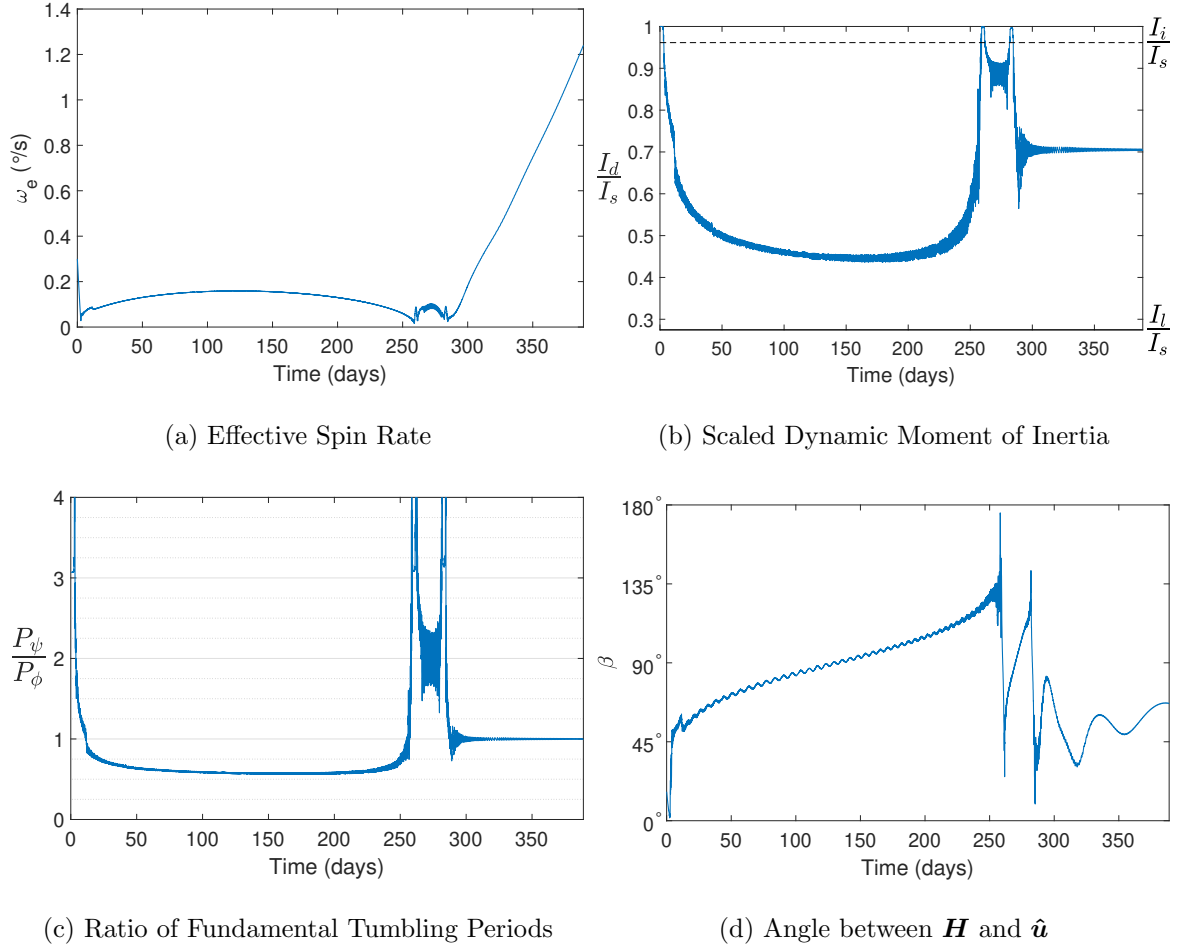 1.4
1.2
1
0.8
0.6
0.4
0.2
0
ω_e (°/s)
0 50 100 150 200 250 300 350
Time (days)
(a) Effective Spin Rate
1
0.9
0.8
0.7
0.6
0.5
0.4
0.3
I_d
I_s
I_i
I_s
I_l
I_s
0 50 100 150 200 250 300 350
Time (days)
(b) Scaled Dynamic Moment of Inertia
4
3
2
1
0
P_ψ
P_ϕ
0 50 100 150 200 250 300 350
Time (days)
(c) Ratio of Fundamental Tumbling Periods
180°
135°
90°
45°
0°
β
0 50 100 150 200 250 300 350
Time (days)
(d) Angle between H and û